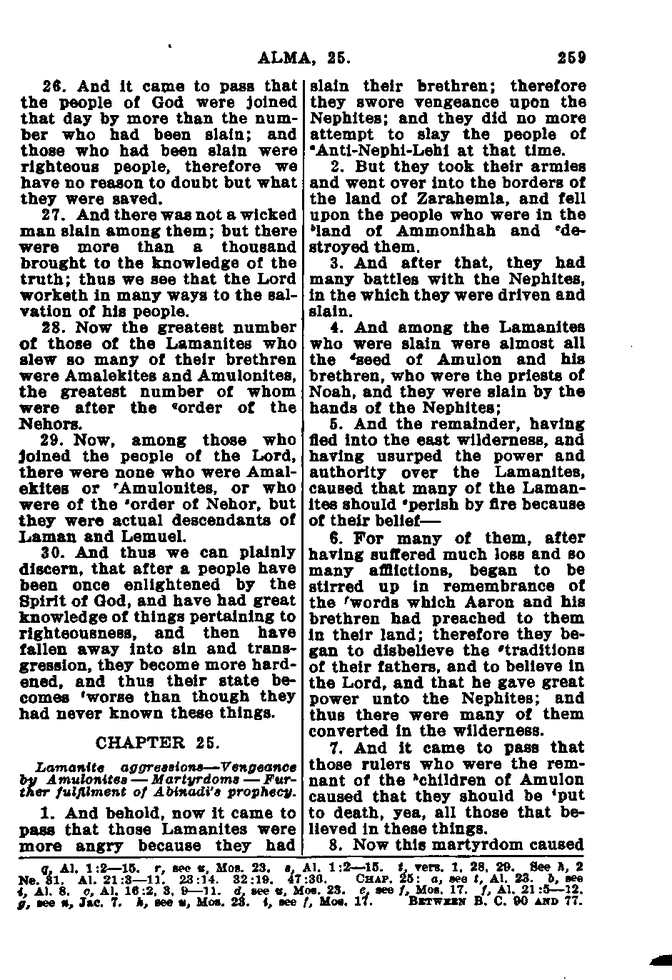 ALMA, 25. 259
26. And it came to pass that
the people of God were joined
that day by more than the num-
ber who had been slain; and
those who had been slain were
righteous people, therefore we
have no reason to doubt but what
they were saved.
27. And there was not a wicked
man slain among them; but there
were more than a thousand
brought to the knowledge of the
truth; thus we see that the Lord
worketh in many ways to the sal-
vation of his people.
28. Now the greatest number
of those of the Lamanites who
slew so many of their brethren
were Amalekites and Amulonites,
the greatest number of whom
were after the qorder of the
Nehors.
29. Now, among those who
joined the people of the Lord,
there were none who were Amal-
ekites or rAmulonites, or who
were of the sorder of Nehor, but
they were actual descendants of
Laman and Lemuel.
30. And thus we can plainly
discern, that after a people have
been once enlightened by the
Spirit of God, and have had great
knowledge of things pertaining to
righteousness, and then have
fallen away into sin and trans-
gression, they become more hard-
ened, and thus their state be-
comes tworse than though they
had never known these things.
CHAPTER 25.
Lamanite aggressions—Vengeance
by Amulonites — Martyrdoms — Fur-
ther fulfilment of Abinadi's prophecy.
1. And behold, now it came to
pass that those Lamanites were
more angry because they had
slain their brethren; therefore
they swore vengeance upon the
Nephites; and they did no more
attempt to slay the people of
aAnti-Nephi-Lehi at that time.
2. But they took their armies
and went over into the borders of
the land of Zarahemla, and fell
upon the people who were in the
bland of Ammonihah and cde-
stroyed them.
3. And after that, they had
many battles with the Nephites,
in the which they were driven and
slain.
4. And among the Lamanites
who were slain were almost all
the dseed of Amulon and his
brethren, who were the priests of
Noah, and they were slain by the
hands of the Nephites;
5. And the remainder, having
fled into the east wilderness, and
having usurped the power and
authority over the Lamanites,
caused that many of the Laman-
ites should eperish by fire because
of their belief—
6. For many of them, after
having suffered much loss and so
many afflictions, began to be
stirred up in remembrance of
the fwords which Aaron and his
brethren had preached to them
in their land; therefore they be-
gan to disbelieve the gtraditions
of their fathers, and to believe in
the Lord, and that he gave great
power unto the Nephites; and
thus there were many of them
converted in the wilderness.
7. And it came to pass that
those rulers who were the rem-
nant of the hchildren of Amulon
caused that they should be iput
to death, yea, all those that be-
lieved in these things.
8. Now this martyrdom caused
q, Al. 1:2—15. r, see u, Mos. 23. s, Al. 1:2—15. t, vers. 1, 28, 29. See h, 2
Ne. 31. Al. 21:3—11. 23:14. 32:19. 47:36. CHAP. 25: a, see t, Al. 23. b, see
i, Al. 8. c, Al. 16:2, 3, 9—11. d, see u, Mos. 23. e, see f, Mos. 17. f, Al. 21:5—12.
g, see n, Jac. 7. h, see u, Mos. 23. i, see f, Mos. 17. BETWEEN B. C. 90 AND 77.